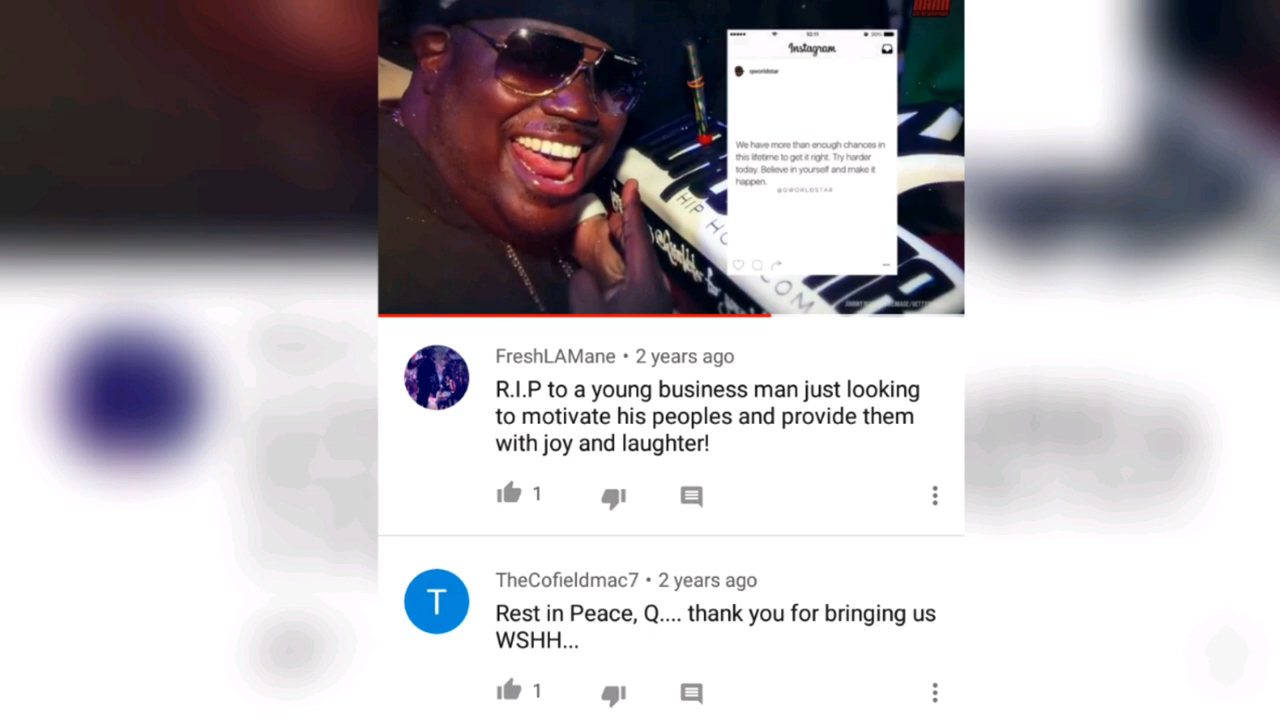 Instagram
qworldstar
We have more than enough chances in
this lifetime to get it right. Try harder
today. Believe in yourself and make it
happen.
@QWORLDSTAR
HIP HO
COM
FreshLAMane • 2 years ago
R.I.P to a young business man just looking
to motivate his peoples and provide them
with joy and laughter!
1
T
TheCofieldmac7 • 2 years ago
Rest in Peace, Q.... thank you for bringing us
WSHH...
1